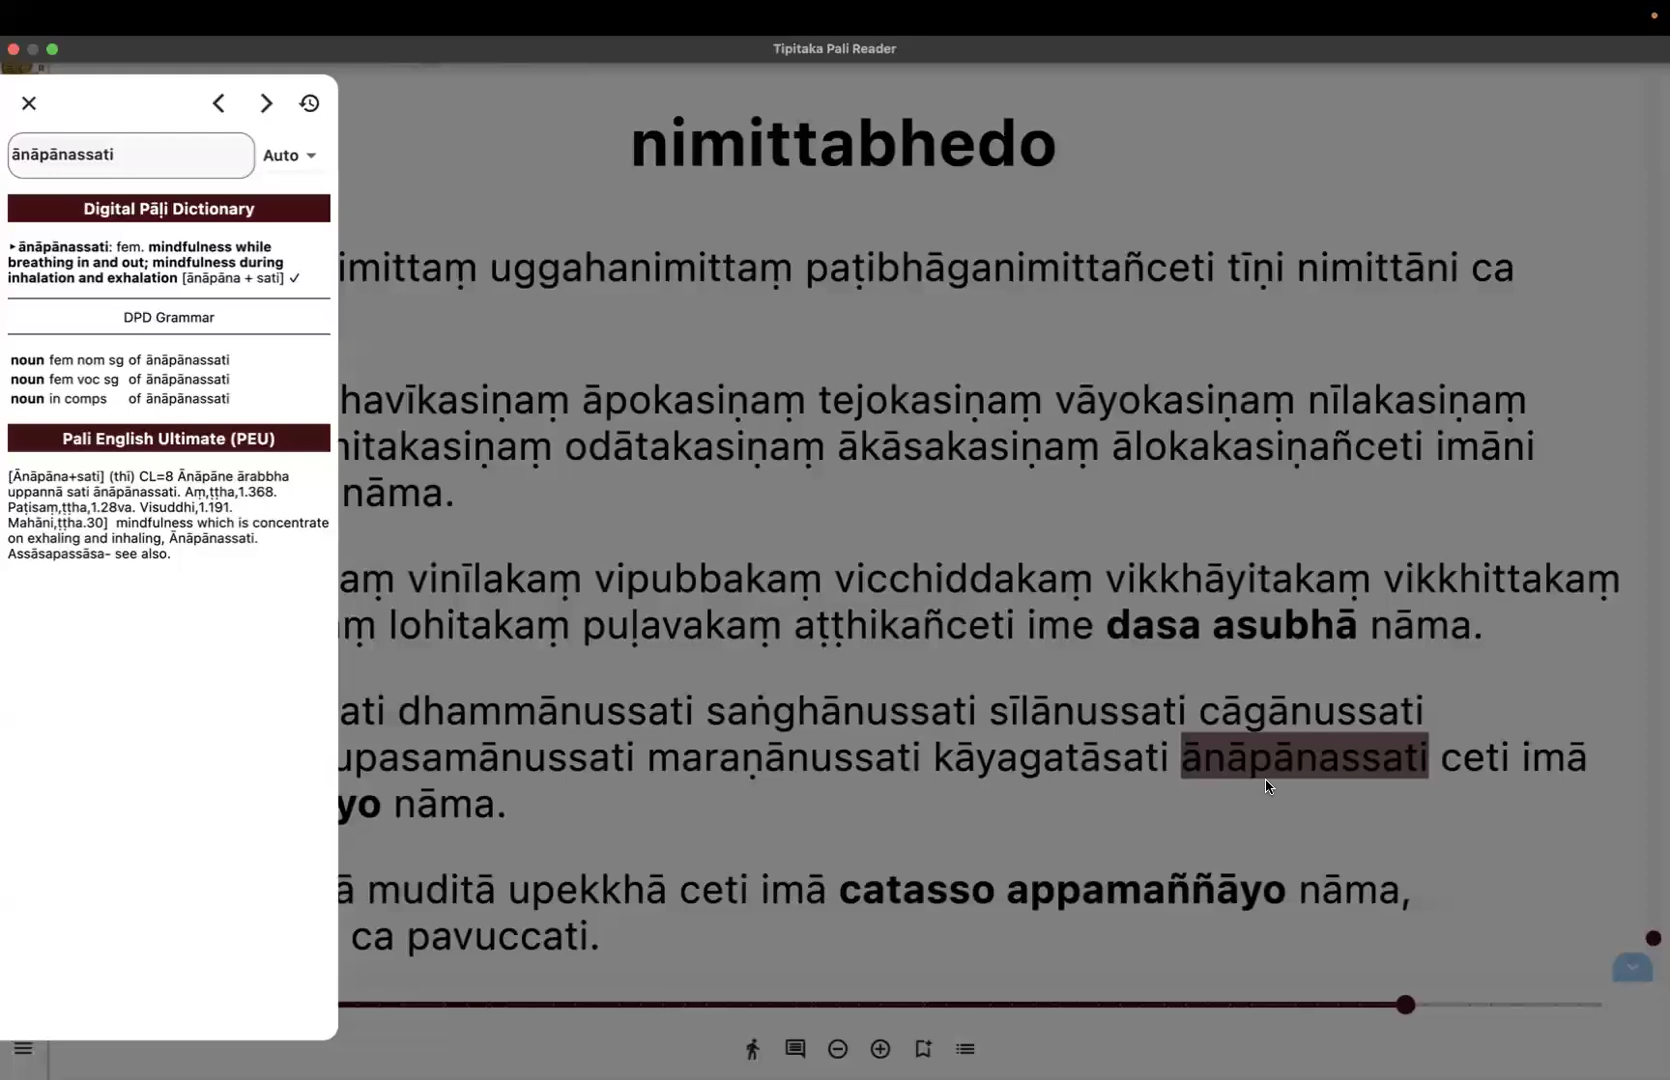 Tipitaka Pali Reader
ānāpānassati
Auto
Digital Pāḷi Dictionary
▸ānāpānassati: fem. mindfulness while
breathing in and out; mindfulness during
inhalation and exhalation [ānāpāna + sati] ✓
DPD Grammar
noun fem nom sg of ānāpānassati
noun fem voc sg of ānāpānassati
noun in comps of ānāpānassati
Pali English Ultimate (PEU)
[Ānāpāna+sati] (thī) CL=8 Ānāpāne ārabbha
uppannā sati ānāpānassati. Aṃ,ṭṭha,1.368.
Paṭisaṃ,ṭṭha,1.28va. Visuddhi,1.191.
Mahāni,ṭṭha.30] mindfulness which is concentrate
on exhaling and inhaling, Ānāpānassati.
Assāsapassāsa- see also.
nimittabhedo
imittaṃ uggahanimittaṃ paṭibhāganimittañceti tīṇi nimittāni ca
havīkasiṇaṃ āpokasiṇaṃ tejokasiṇaṃ vāyokasiṇaṃ nīlakasiṇaṃ
hitakasiṇaṃ odātakasiṇaṃ ākāsakasiṇaṃ ālokakasiṇañceti imāni
nāma.
aṃ vinīlakaṃ vipubbakaṃ vicchiddakaṃ vikkhāyitakaṃ vikkhittakaṃ
ṃ lohitakaṃ puḷavakaṃ aṭṭhikañceti ime dasa asubhā nāma.
ati dhammānussati saṅghānussati sīlānussati cāgānussati
upasamānussati maraṇānussati kāyagatāsati ānāpānassati ceti imā
yo nāma.
ā muditā upekkhā ceti imā catasso appamaññāyo nāma,
ca pavuccati.